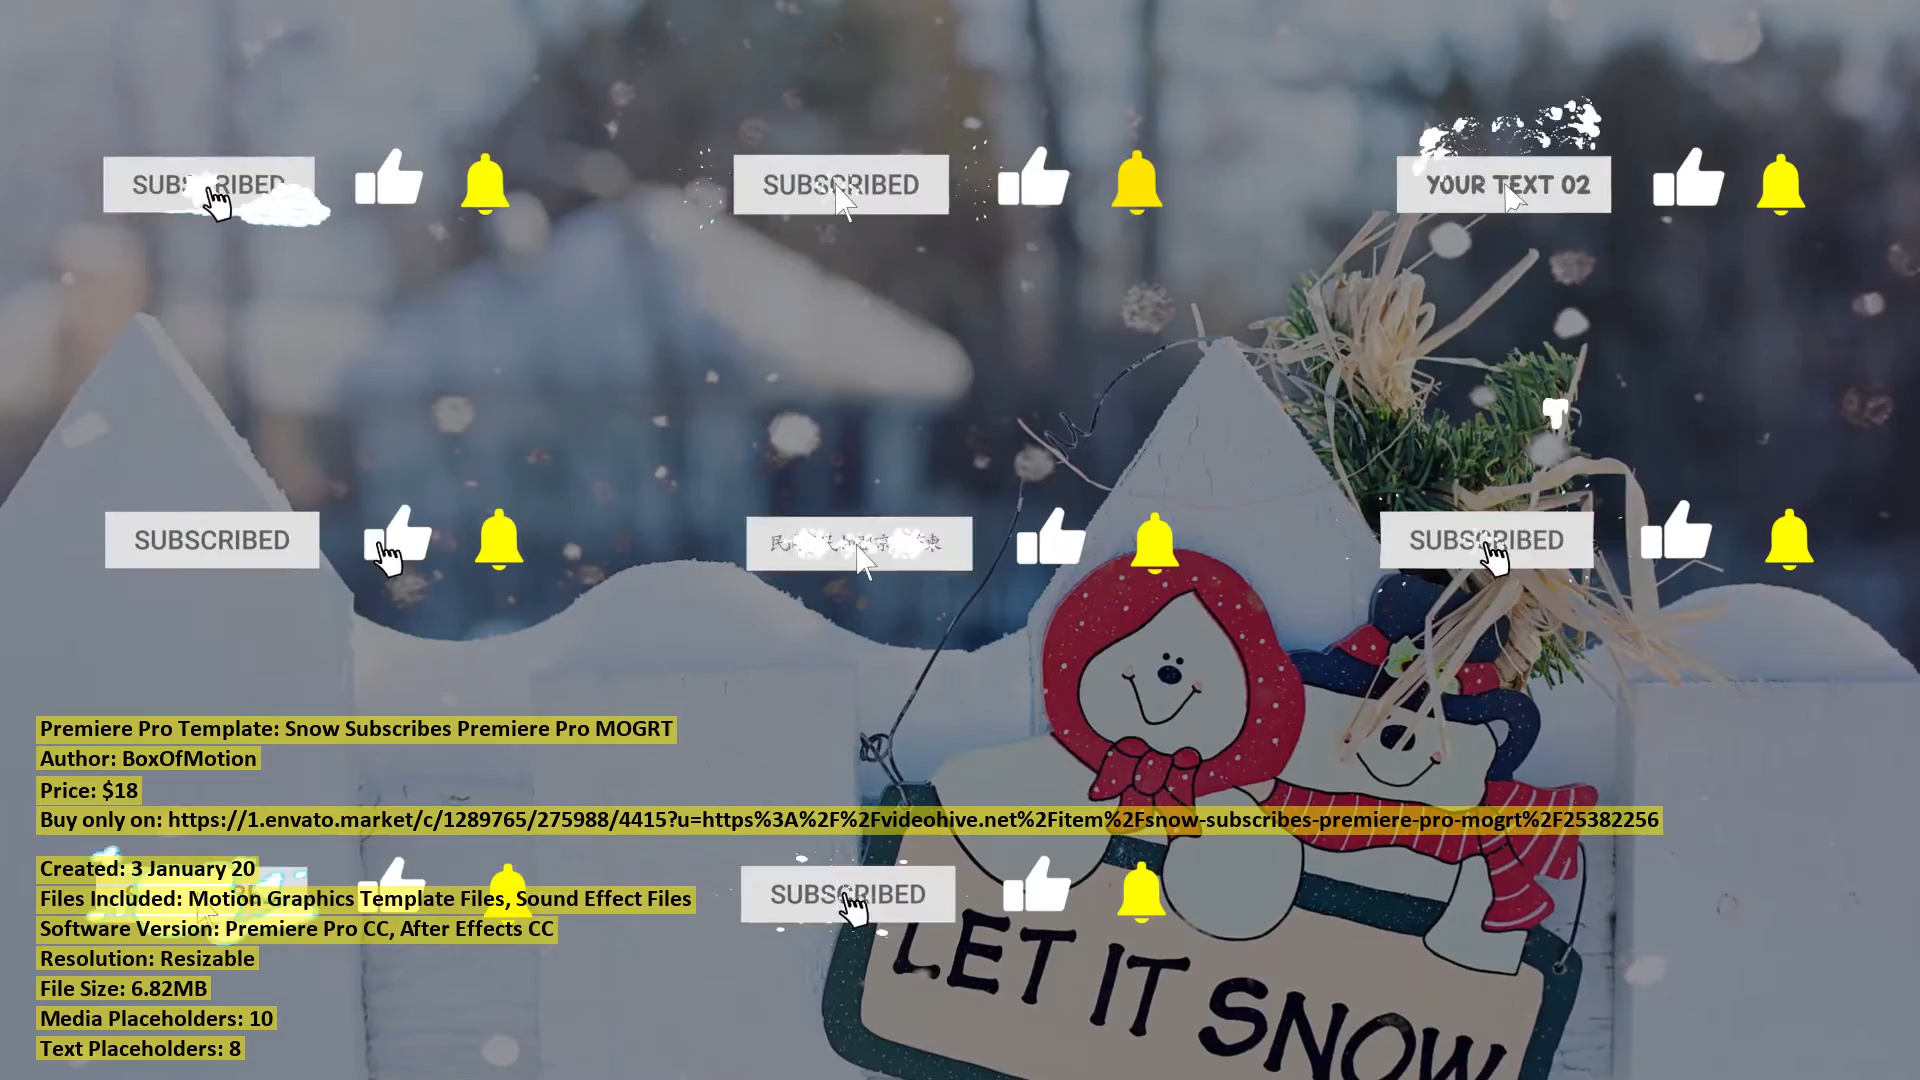 SUBSCRIBED
SUBSCRIBED
YOUR TEXT 02
SUBSCRIBED
SUBSCRIBED
Premiere Pro Template: Snow Subscribes Premiere Pro MOGRT
Author: BoxOfMotion
Price: $18
Buy only on: https://1.envato.market/c/1289765/275988/4415?u=https%3A%2F%2Fvideohive.net%2Fitem%2Fsnow-subscribes-premiere-pro-mogrt%2F25382256
Created: 3 January 20
Files Included: Motion Graphics Template Files, Sound Effect Files
Software Version: Premiere Pro CC, After Effects CC
Resolution: Resizable
File Size: 6.82MB
Media Placeholders: 10
Text Placeholders: 8
SUBSCRIBED
LET IT SNOW